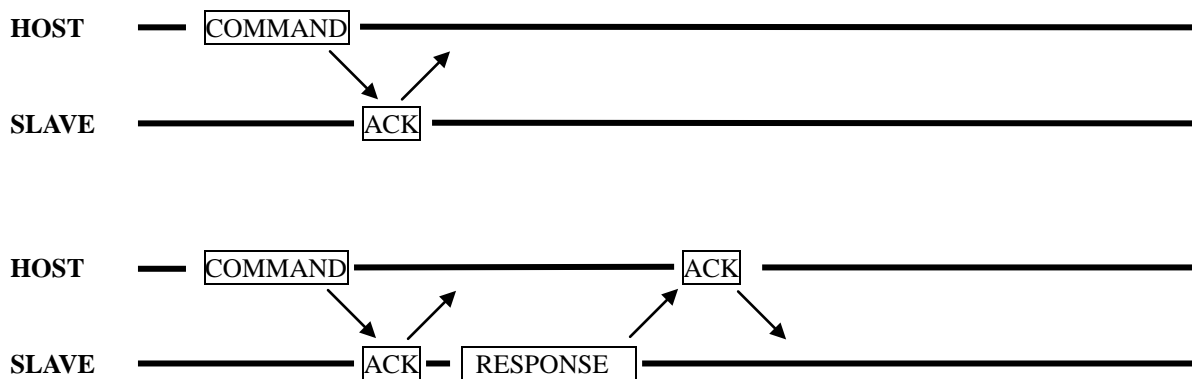 HOST COMMAND
SLAVE ACK
HOST COMMAND ACK
SLAVE ACK RESPONSE